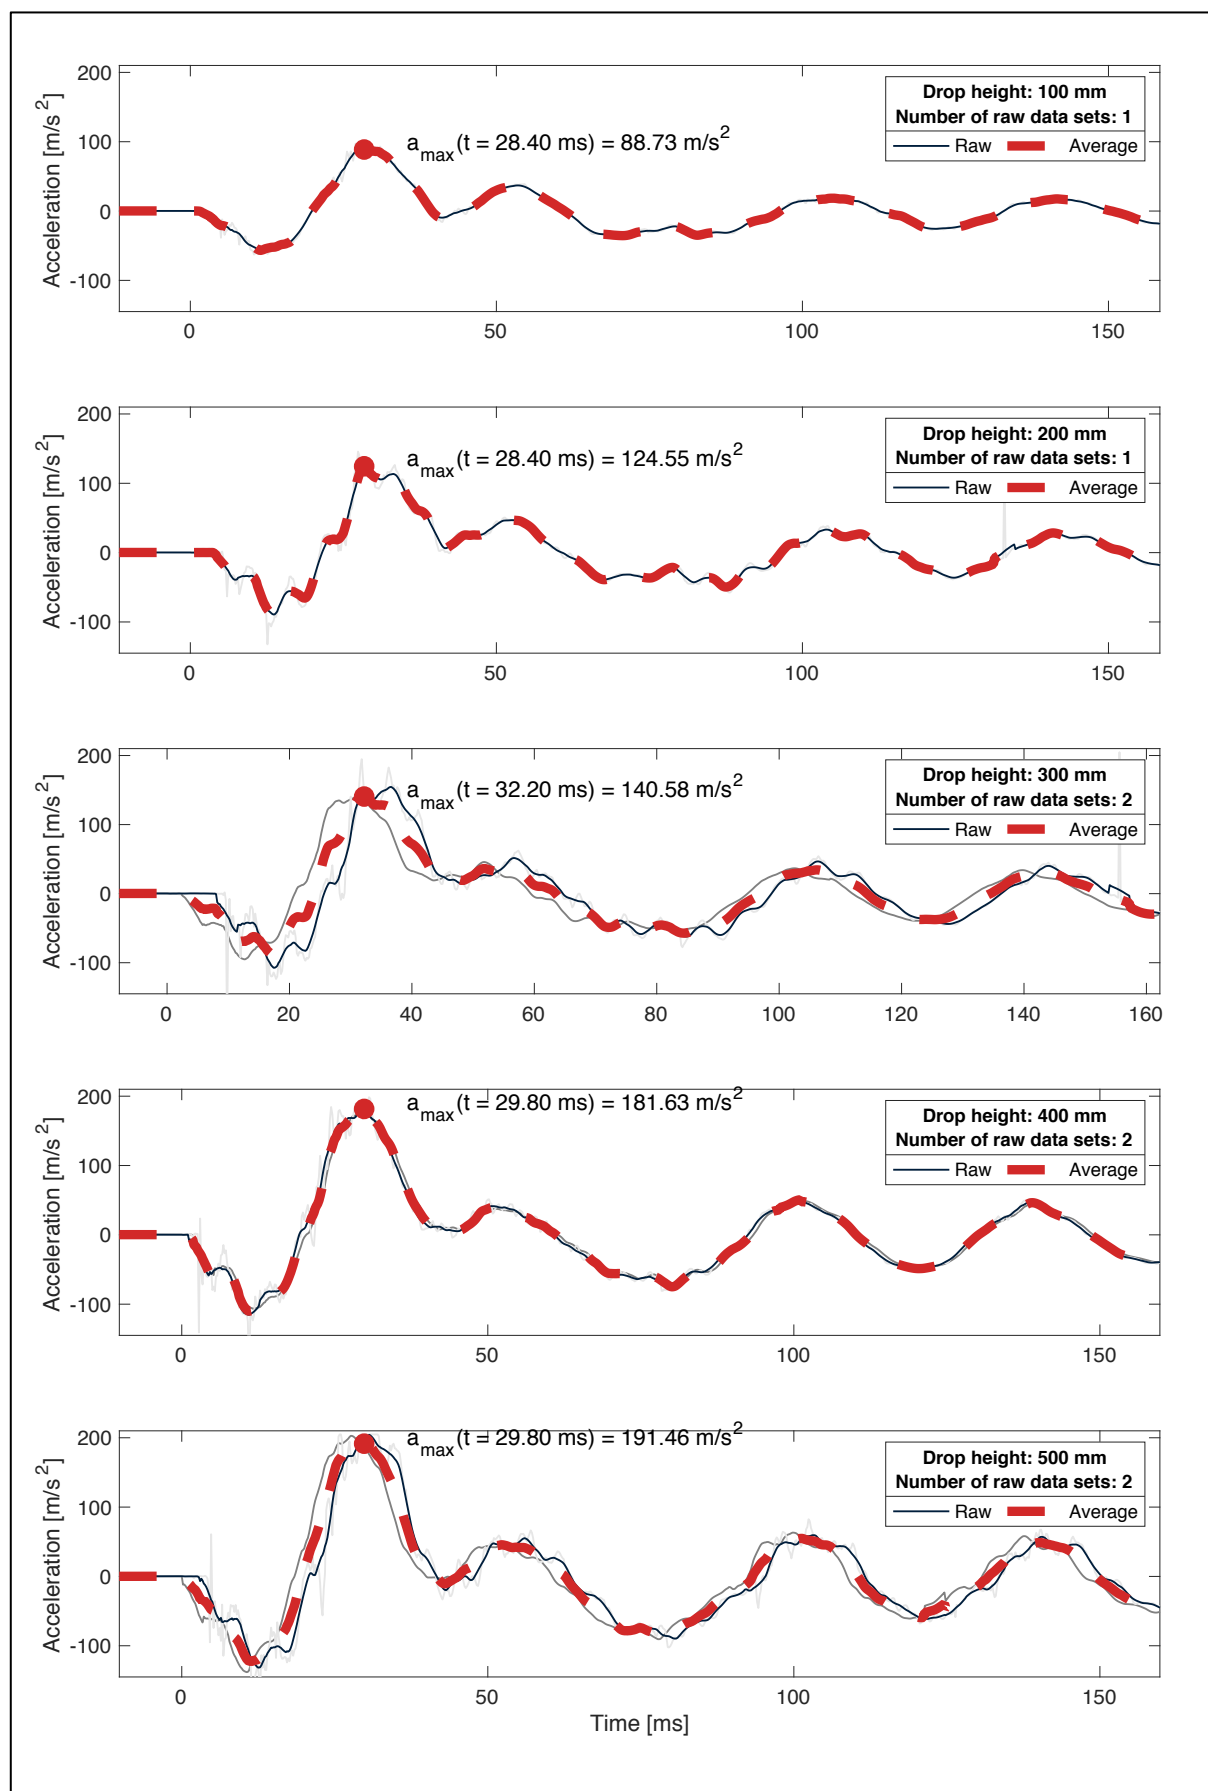 200
100
0
-100
Acceleration [m/s²]
a_max(t = 28.40 ms) = 88.73 m/s²
Drop height: 100 mm
Number of raw data sets: 1
Raw Average
0 50 100 150
200
100
0
-100
Acceleration [m/s²]
a_max(t = 28.40 ms) = 124.55 m/s²
Drop height: 200 mm
Number of raw data sets: 1
Raw Average
0 50 100 150
200
100
0
-100
Acceleration [m/s²]
a_max(t = 32.20 ms) = 140.58 m/s²
Drop height: 300 mm
Number of raw data sets: 2
Raw Average
0 20 40 60 80 100 120 140 160
200
100
0
-100
Acceleration [m/s²]
a_max(t = 29.80 ms) = 181.63 m/s²
Drop height: 400 mm
Number of raw data sets: 2
Raw Average
0 50 100 150
200
100
0
-100
Acceleration [m/s²]
a_max(t = 29.80 ms) = 191.46 m/s²
Drop height: 500 mm
Number of raw data sets: 2
Raw Average
0 50 100 150
Time [ms]